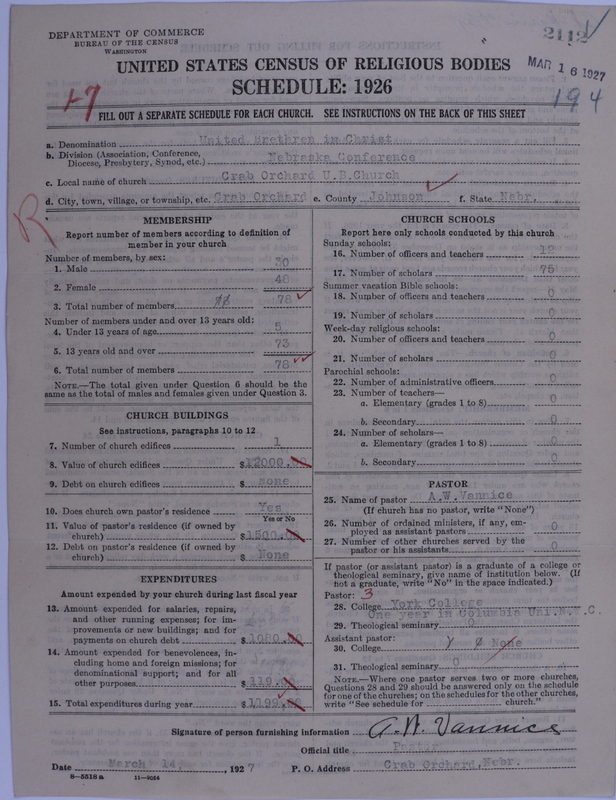 DEPARTMENT OF COMMERCE
BUREAU OF THE CENSUS
WASHINGTON
2112
MAR 16 1927
194
UNITED STATES CENSUS OF RELIGIOUS BODIES
SCHEDULE: 1926
1-7
FILL OUT A SEPARATE SCHEDULE FOR EACH CHURCH. SEE INSTRUCTIONS ON THE BACK OF THIS SHEET
a. Denomination United Brethren in Christ
b. Division (Association, Conference, Diocese, Presbytery, Synod, etc.) Nebraska Conference
c. Local name of church Crab Orchard U.B.Church
d. City, town, village, or township, etc. Crab Orchard e. County Johnson f. State Nebr.
R
MEMBERSHIP
Report number of members according to definition of
member in your church
Number of members, by sex:
1. Male 30
2. Female 48
3. Total number of members 78
Number of members under and over 13 years old:
4. Under 13 years of age 5
5. 13 years old and over 73
6. Total number of members 78
NOTE.—The total given under Question 6 should be the
same as the total of males and females given under Question 3.
CHURCH BUILDINGS
See instructions, paragraphs 10 to 12
7. Number of church edifices 1
8. Value of church edifices $12000.00
9. Debt on church edifices $ None
10. Does church own pastor's residence Yes
Yes or No
11. Value of pastor's residence (if owned by
church) $1500.00
12. Debt on pastor's residence (if owned by
church) $ None
EXPENDITURES
Amount expended by your church during last fiscal year
13. Amount expended for salaries, repairs,
and other running expenses; for im-
provements or new buildings; and for
payments on church debt $1080.00
14. Amount expended for benevolences, in-
cluding home and foreign missions; for
denominational support; and for all
other purposes $119.00
15. Total expenditures during year $1199.00
CHURCH SCHOOLS
Report here only schools conducted by this church
Sunday schools:
16. Number of officers and teachers 12
17. Number of scholars 75
Summer vacation Bible schools:
18. Number of officers and teachers 0
19. Number of scholars 0
Week-day religious schools:
20. Number of officers and teachers 0
21. Number of scholars 0
Parochial schools:
22. Number of administrative officers 0
23. Number of teachers—
a. Elementary (grades 1 to 8) 0
b. Secondary 0
24. Number of scholars—
a. Elementary (grades 1 to 8) 0
b. Secondary 0
PASTOR
25. Name of pastor A.W.Vannice
(If church has no pastor, write "None")
26. Number of ordained ministers, if any, em-
ployed as assistant pastors 0
27. Number of other churches served by the
pastor or his assistants 0
If pastor (or assistant pastor) is a graduate of a college or
theological seminary, give name of institution below. (If
not a graduate, write "No" in the space indicated.)
Pastor: 3
28. College York College
One year in Columbia Uni.N.Y.C.
29. Theological seminary 0
Assistant pastor:
30. College 0 None
31. Theological seminary 0
NOTE.—Where one pastor serves two or more churches,
Questions 28 and 29 should be answered only on the schedule
for one of the churches; on the schedules for the other churches,
write "See schedule for church."
Signature of person furnishing information A. W. Vannice
Official title Pastor
Date March 14, 1927 P. O. Address Crab Orchard, Nebr.
8—5518 a 11—9054